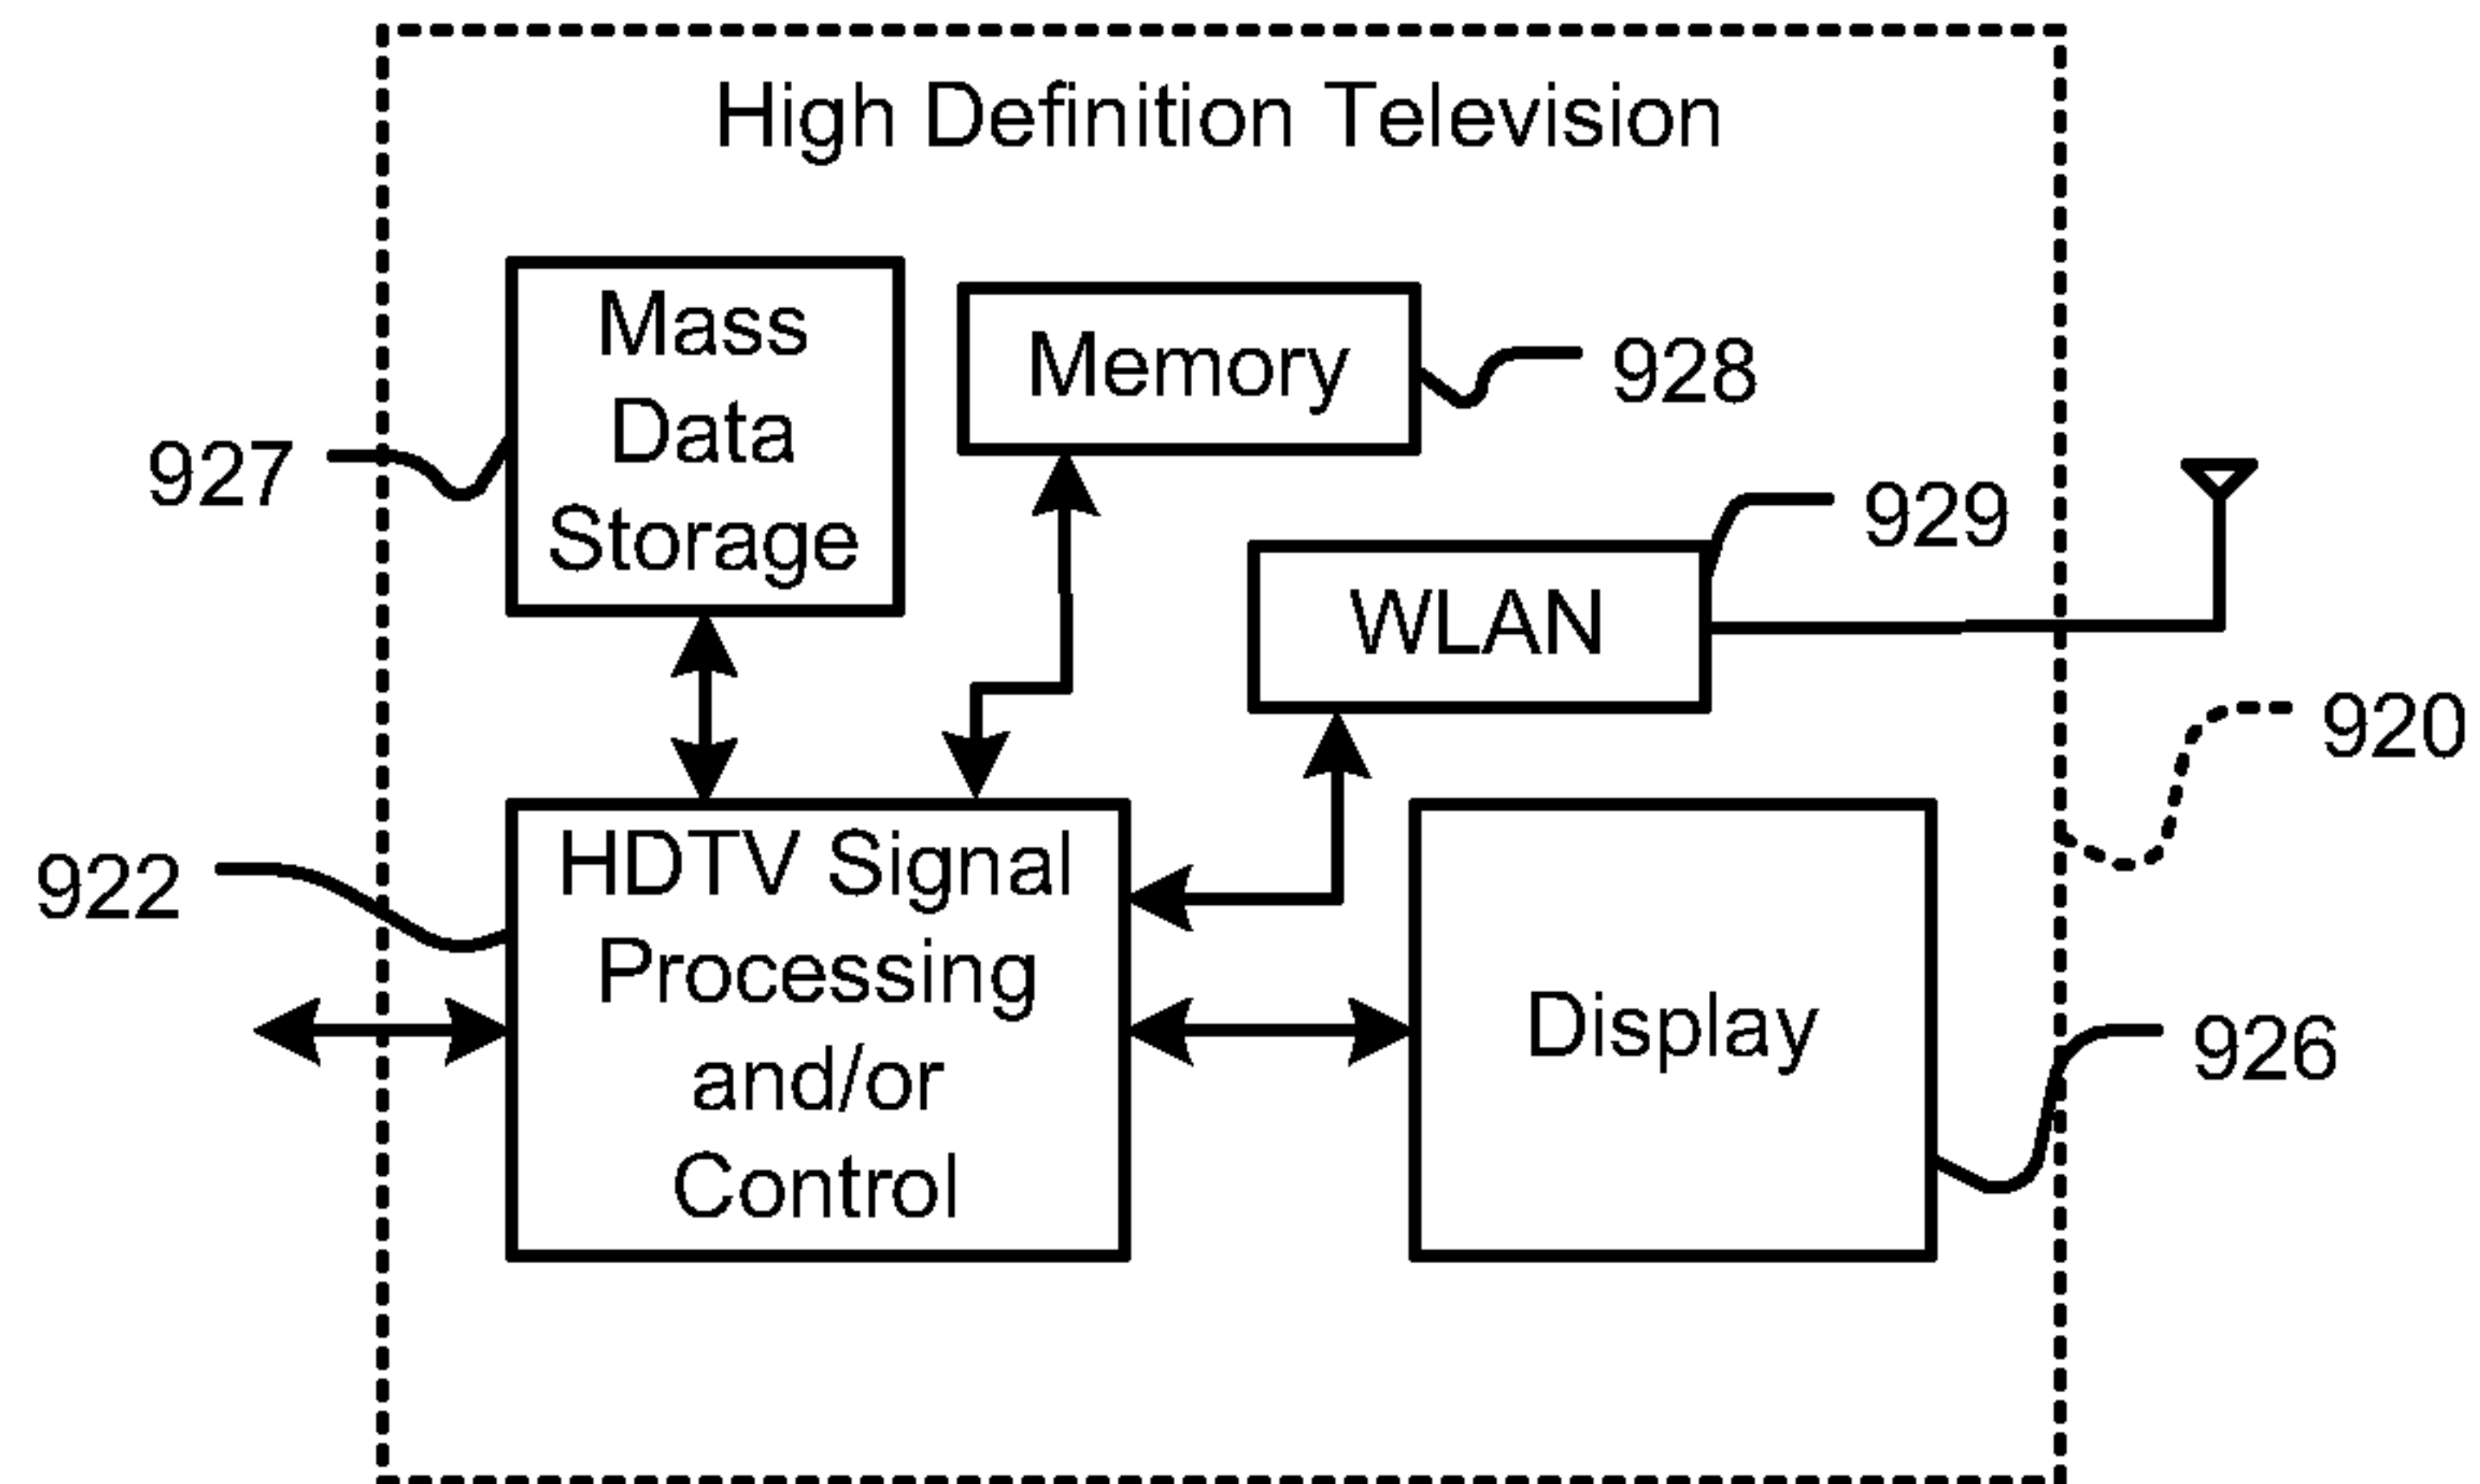 High Definition Television
Mass
Data
Storage
927
Memory
928
WLAN
929
920
HDTV Signal
Processing
and/or
Control
922
Display
926